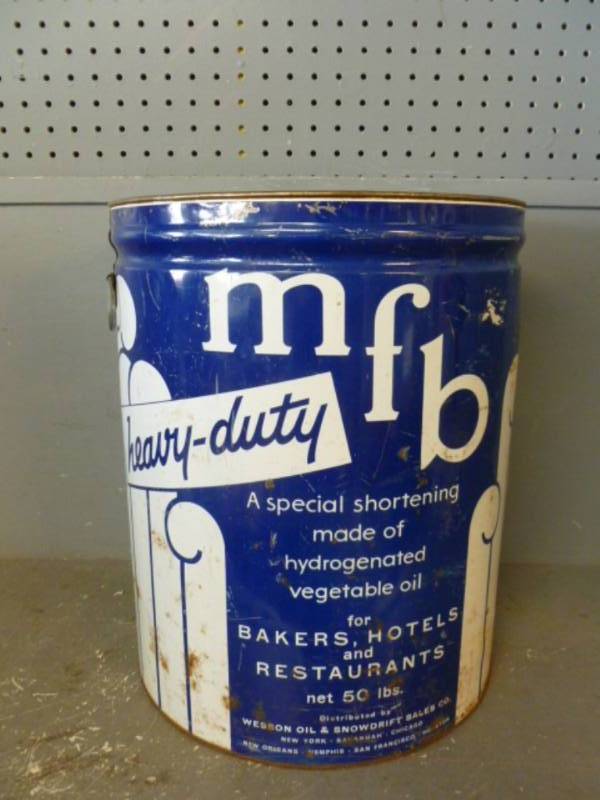 mfb
heavy-duty
A special shortening
made of
hydrogenated
vegetable oil
for
BAKERS, HOTELS
and
RESTAURANTS
net 50 lbs.
Distributed by
WESSON OIL & SNOWDRIFT SALES CO.
NEW YORK · SAVANNAH · CHICAGO
NEW ORLEANS · MEMPHIS · SAN FRANCISCO